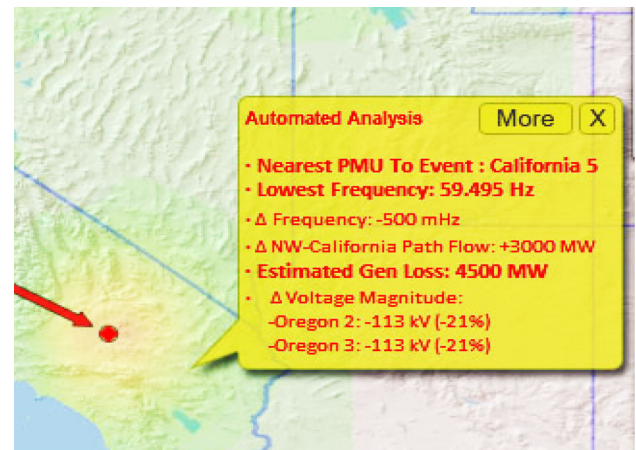 Automated Analysis More X
· Nearest PMU To Event : California 5
· Lowest Frequency: 59.495 Hz
· Δ Frequency: -500 mHz
· Δ NW-California Path Flow: +3000 MW
· Estimated Gen Loss: 4500 MW
· Δ Voltage Magnitude:
-Oregon 2: -113 kV (-21%)
-Oregon 3: -113 kV (-21%)